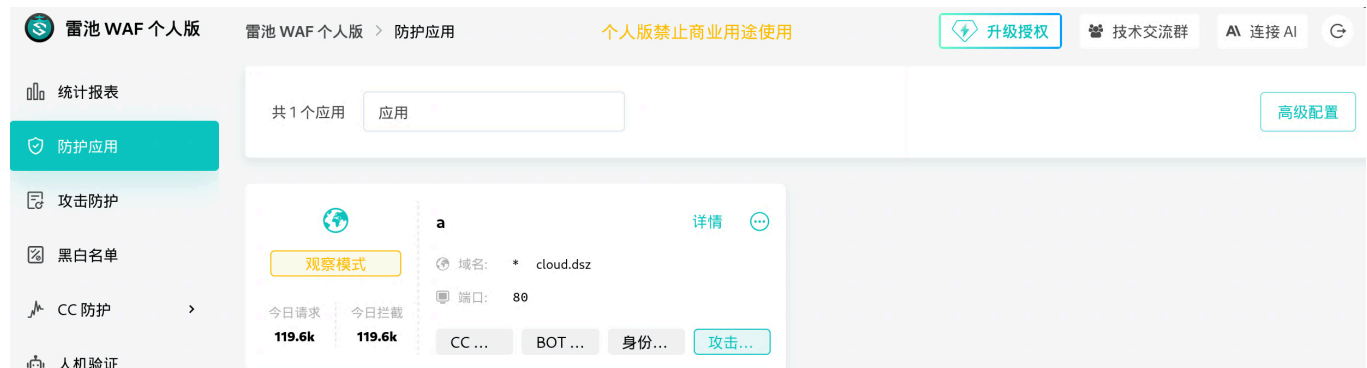 雷池 WAF 个人版
雷池 WAF 个人版 > 防护应用
个人版禁止商业用途使用
升级授权
技术交流群
连接 AI
统计报表
防护应用
攻击防护
黑白名单
CC 防护
人机验证
共 1 个应用
应用
高级配置
观察模式
今日请求 今日拦截
119.6k 119.6k
a
详情
域名: * cloud.dsz
端口: 80
CC ... BOT ... 身份... 攻击...